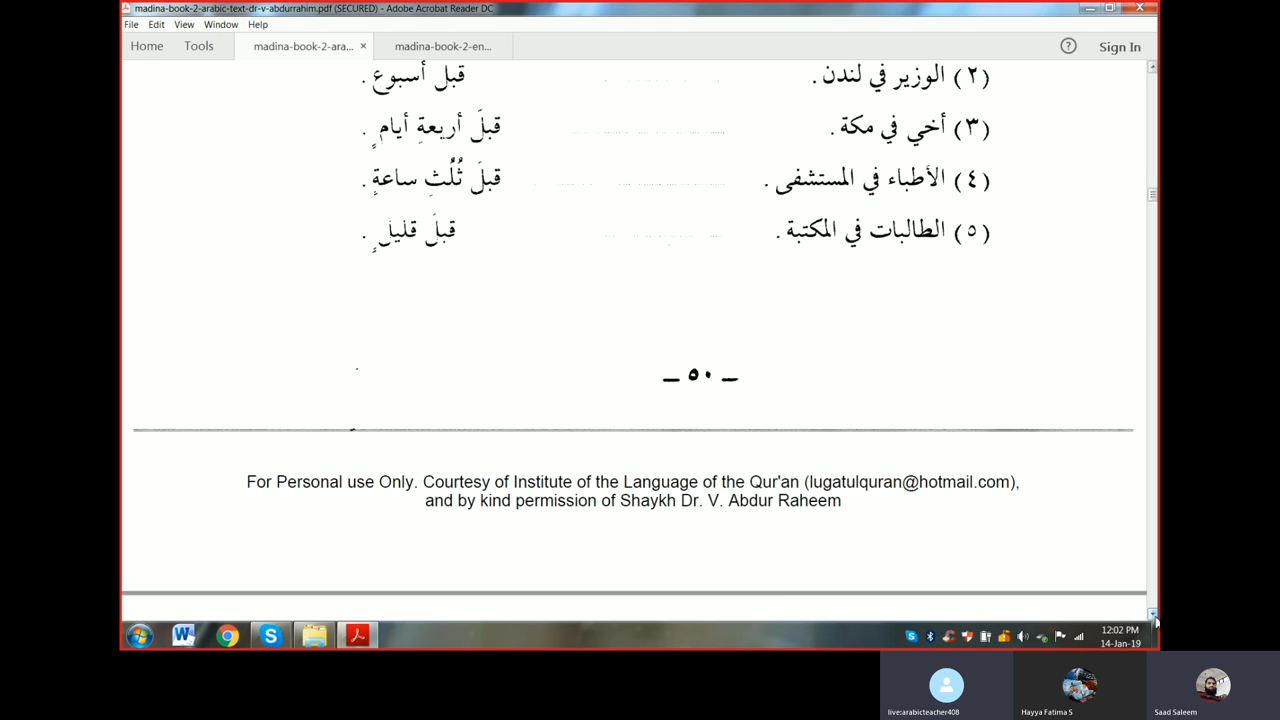 madina-book-2-arabic-text-dr-v-abdurrahim.pdf (SECURED) - Adobe Acrobat Reader DC
File Edit View Window Help
Home Tools madina-book-2-ara... × madina-book-2-en... ? Sign In
(٢) الوزير في لندن . قبل أسبوعٍ .
(٣) أخي في مكة . قبلَ أربعةِ أيامٍ .
(٤) الأطباء في المستشفى . قبلَ ثُلُثِ ساعةٍ .
(٥) الطالبات في المكتبة . قبلَ قليلٍ .
– ٥٠ –
For Personal use Only. Courtesy of Institute of the Language of the Qur'an (lugatulquran@hotmail.com),
and by kind permission of Shaykh Dr. V. Abdur Raheem
12:02 PM
14-Jan-19
live:arabicteacher408 Hayya Fatima S Saad Saleem